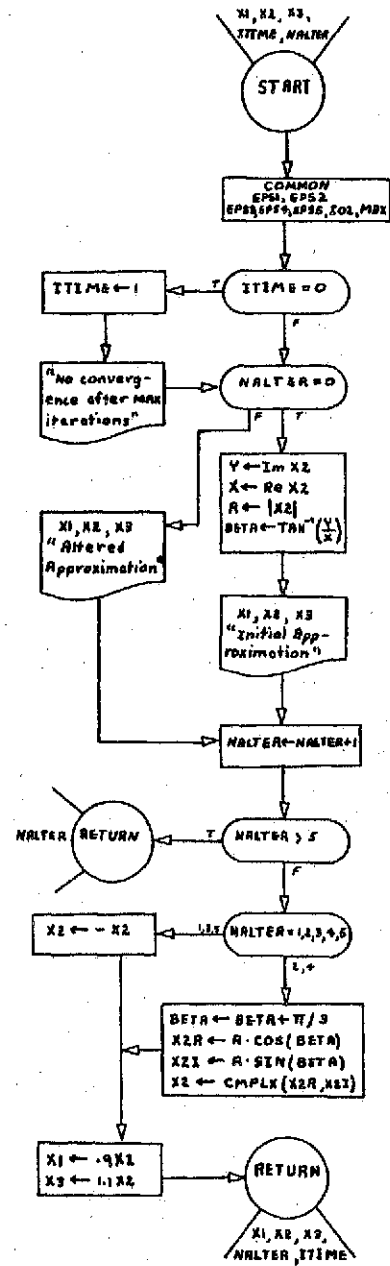 X1, X2, X3,
ITIME, NALTER
START
COMMON
EPS1, EPS2
EPS3, EPS4, EPS5, X02, MAX
ITIME = 0
T
ITIME ← 1
F
"No converg-
ence after MAX
iterations"
NALTER = 0
F
T
Y ← Im X2
X ← Re X2
R ← |X2|
BETA ← TAN⁻¹(Y/X)
X1, X2, X3
"Altered
Approximation"
X1, X2, X3
"Initial App-
roximation"
NALTER ← NALTER + 1
NALTER > 5
T
RETURN
NALTER
F
NALTER = 1,2,3,4,5
1,3,5
X2 ← - X2
2,4
BETA ← BETA + π/3
X2R ← R · COS(BETA)
X2I ← R · SIN(BETA)
X2 ← CMPLX(X2R, X2I)
X1 ← .9X2
X3 ← 1.1X2
RETURN
X1, X2, X3,
NALTER, ITIME